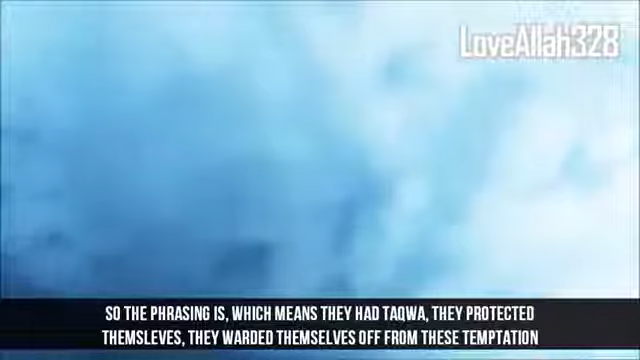 LoveAllah328
SO THE PHRASING IS, WHICH MEANS THEY HAD TAQWA, THEY PROTECTED
THEMSLEVES, THEY WARDED THEMSELVES OFF FROM THESE TEMPTATION